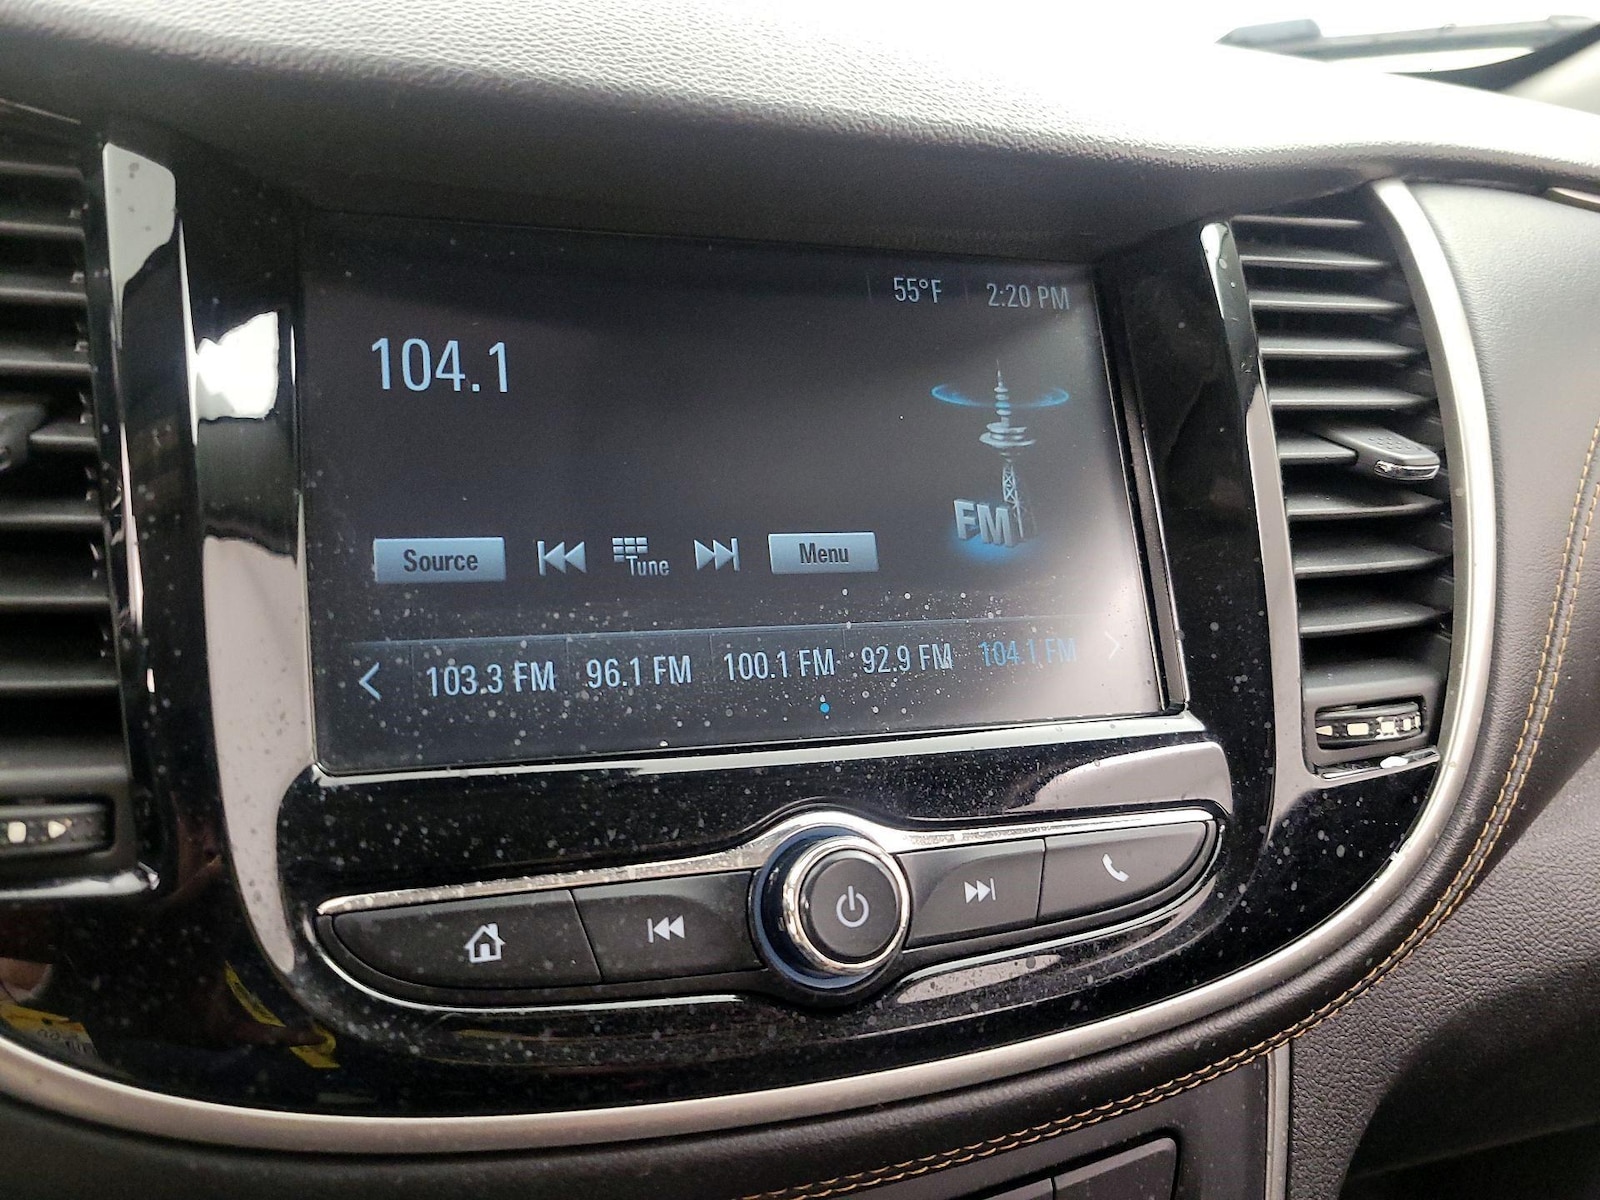 55°F 2:20 PM
104.1
FM
Source Tune Menu
103.3 FM 96.1 FM 100.1 FM 92.9 FM 104.1 FM